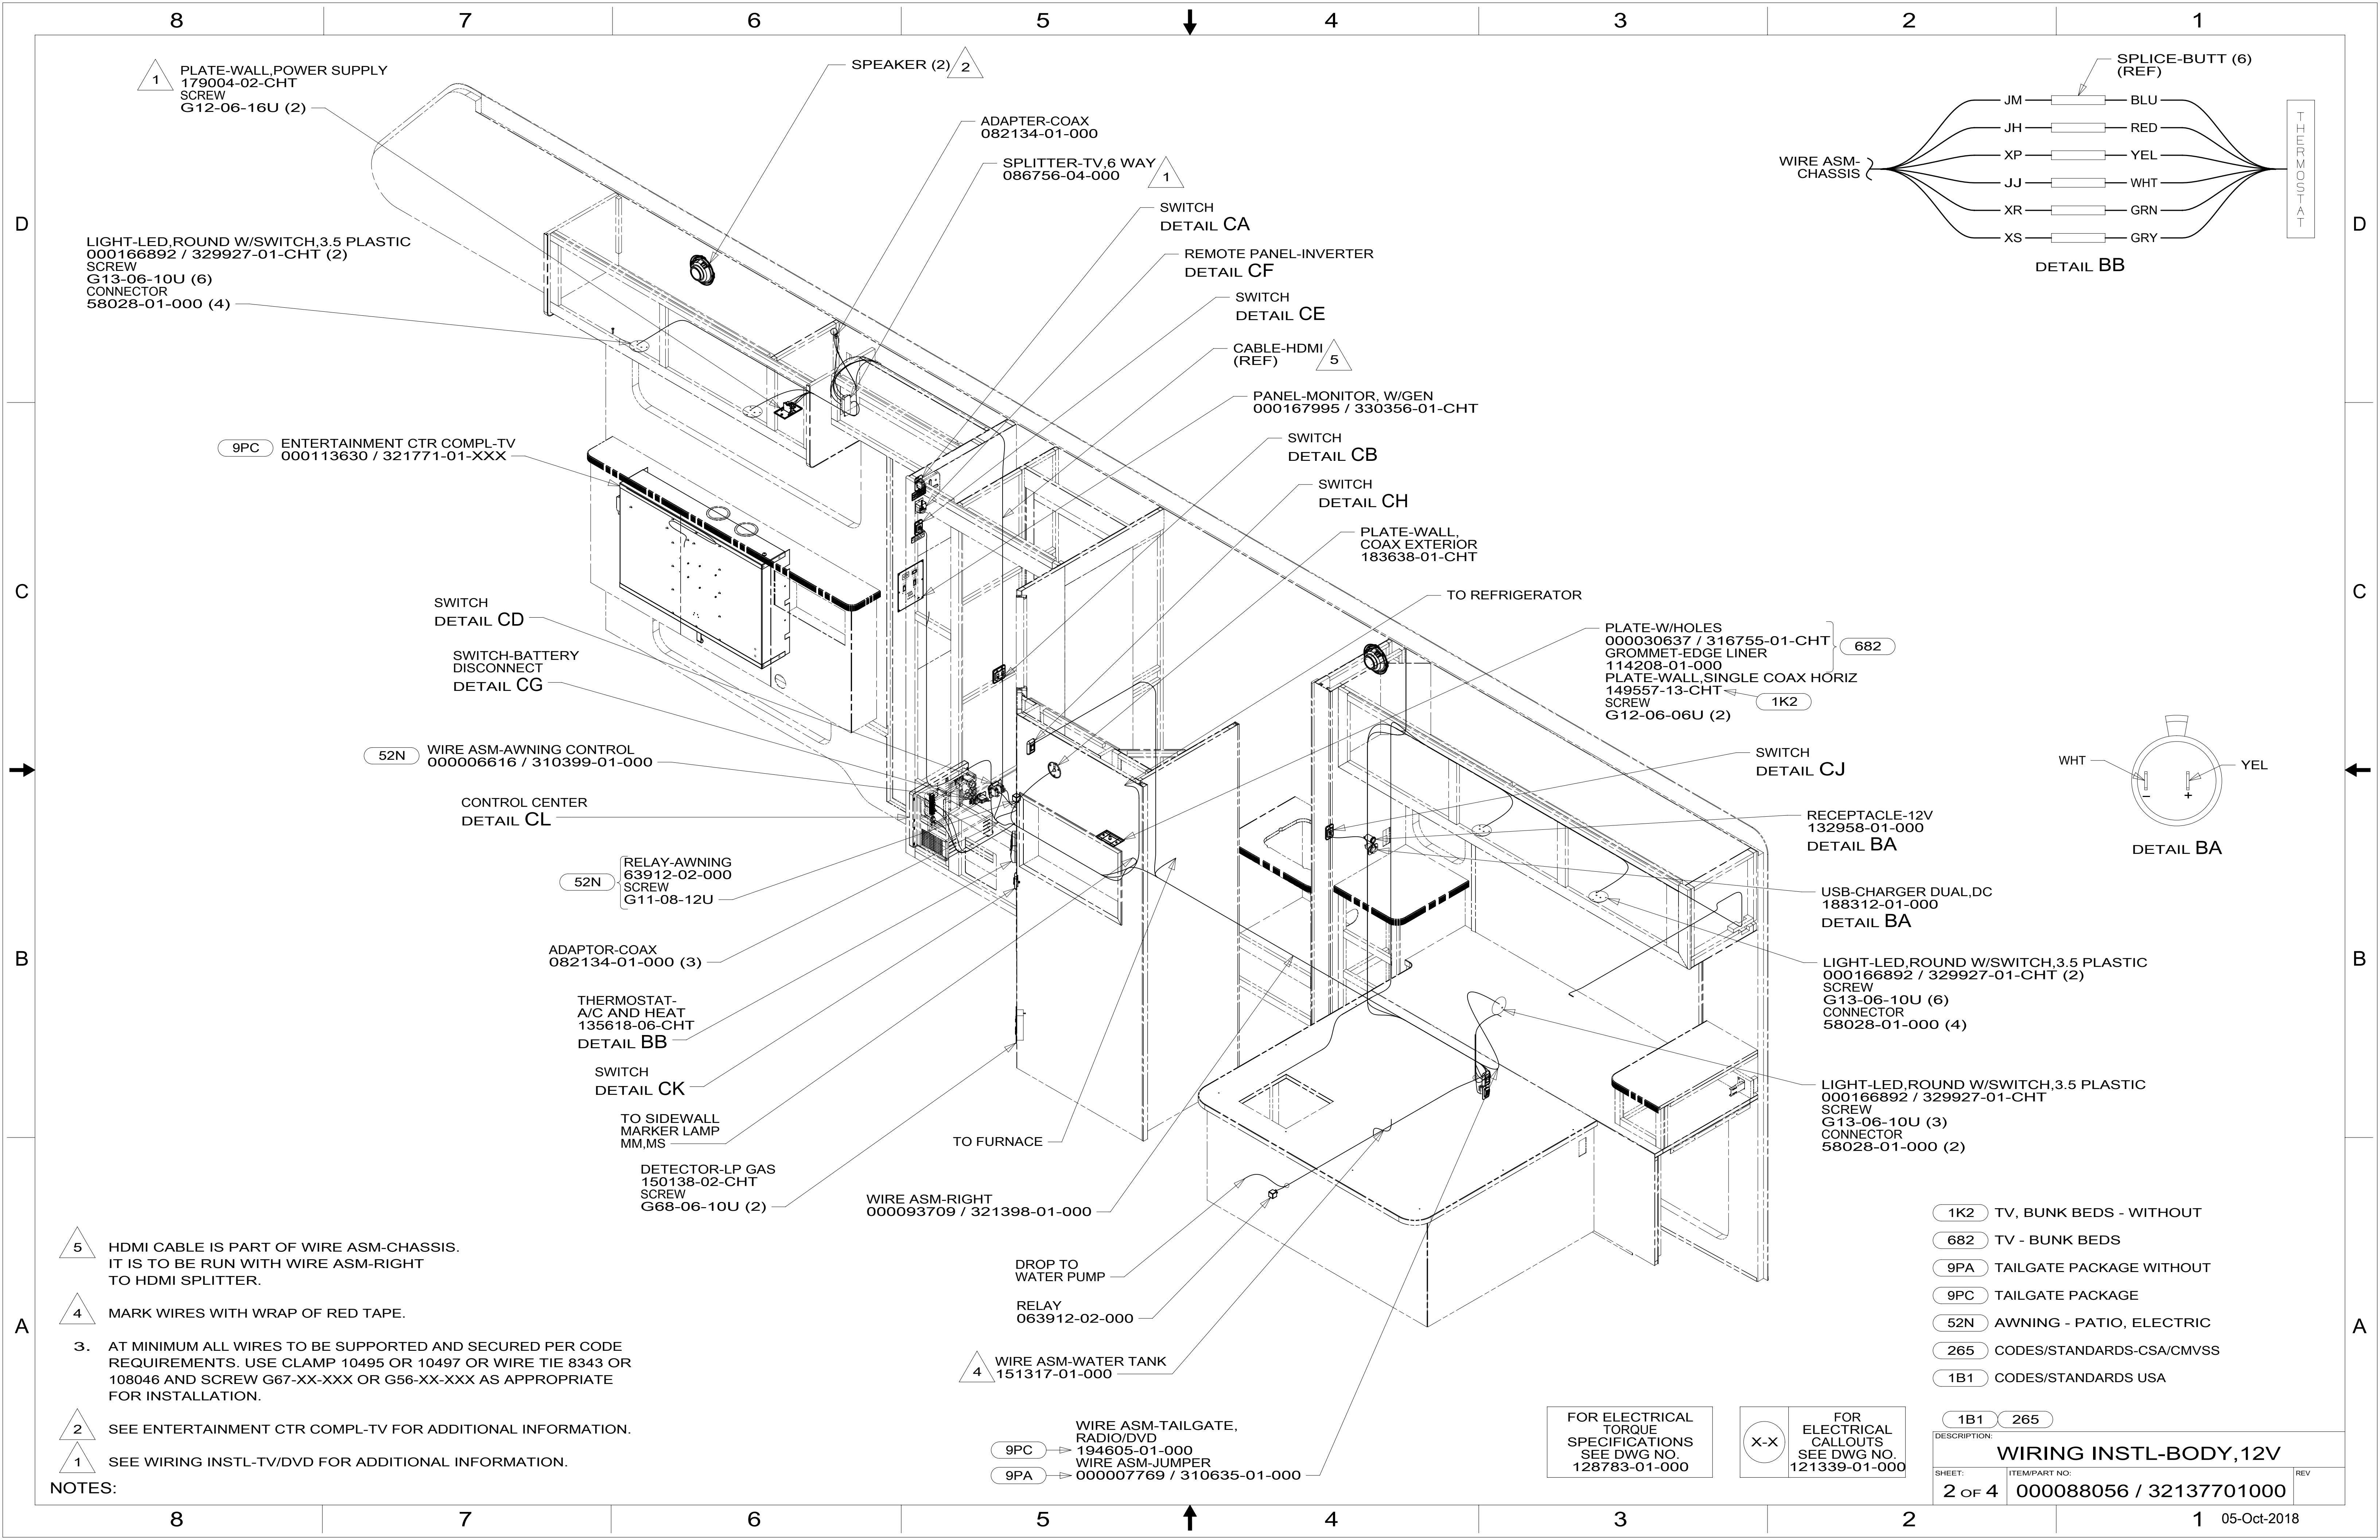 8 7 6 5 4 3 2 1
D
C
B
A
1
PLATE-WALL,POWER SUPPLY
179004-02-CHT
SCREW
G12-06-16U (2)
SPEAKER (2) 2
ADAPTER-COAX
082134-01-000
SPLITTER-TV,6 WAY
086756-04-000
1
SWITCH
DETAIL CA
REMOTE PANEL-INVERTER
DETAIL CF
SWITCH
DETAIL CE
CABLE-HDMI
(REF)
5
PANEL-MONITOR, W/GEN
000167995 / 330356-01-CHT
SWITCH
DETAIL CB
SWITCH
DETAIL CH
PLATE-WALL,
COAX EXTERIOR
183638-01-CHT
TO REFRIGERATOR
LIGHT-LED,ROUND W/SWITCH,3.5 PLASTIC
000166892 / 329927-01-CHT (2)
SCREW
G13-06-10U (6)
CONNECTOR
58028-01-000 (4)
9PC
ENTERTAINMENT CTR COMPL-TV
000113630 / 321771-01-XXX
SWITCH
DETAIL CD
SWITCH-BATTERY
DISCONNECT
DETAIL CG
52N
WIRE ASM-AWNING CONTROL
000006616 / 310399-01-000
CONTROL CENTER
DETAIL CL
52N
RELAY-AWNING
63912-02-000
SCREW
G11-08-12U
ADAPTOR-COAX
082134-01-000 (3)
THERMOSTAT-
A/C AND HEAT
135618-06-CHT
DETAIL BB
SWITCH
DETAIL CK
TO SIDEWALL
MARKER LAMP
MM,MS
DETECTOR-LP GAS
150138-02-CHT
SCREW
G68-06-10U (2)
TO FURNACE
WIRE ASM-RIGHT
000093709 / 321398-01-000
DROP TO
WATER PUMP
RELAY
063912-02-000
4
WIRE ASM-WATER TANK
151317-01-000
WIRE ASM-TAILGATE,
RADIO/DVD
9PC 194605-01-000
WIRE ASM-JUMPER
9PA 000007769 / 310635-01-000
SPLICE-BUTT (6)
(REF)
WIRE ASM-
CHASSIS
JM BLU
JH RED
XP YEL
JJ WHT
XR GRN
XS GRY
THERMOSTAT
DETAIL BB
PLATE-W/HOLES
000030637 / 316755-01-CHT
GROMMET-EDGE LINER
114208-01-000
682
PLATE-WALL,SINGLE COAX HORIZ
149557-13-CHT
1K2
SCREW
G12-06-06U (2)
SWITCH
DETAIL CJ
RECEPTACLE-12V
132958-01-000
DETAIL BA
USB-CHARGER DUAL,DC
188312-01-000
DETAIL BA
WHT
YEL
- +
DETAIL BA
LIGHT-LED,ROUND W/SWITCH,3.5 PLASTIC
000166892 / 329927-01-CHT (2)
SCREW
G13-06-10U (6)
CONNECTOR
58028-01-000 (4)
LIGHT-LED,ROUND W/SWITCH,3.5 PLASTIC
000166892 / 329927-01-CHT
SCREW
G13-06-10U (3)
CONNECTOR
58028-01-000 (2)
5 HDMI CABLE IS PART OF WIRE ASM-CHASSIS.
IT IS TO BE RUN WITH WIRE ASM-RIGHT
TO HDMI SPLITTER.
4 MARK WIRES WITH WRAP OF RED TAPE.
3. AT MINIMUM ALL WIRES TO BE SUPPORTED AND SECURED PER CODE
REQUIREMENTS. USE CLAMP 10495 OR 10497 OR WIRE TIE 8343 OR
108046 AND SCREW G67-XX-XXX OR G56-XX-XXX AS APPROPRIATE
FOR INSTALLATION.
2 SEE ENTERTAINMENT CTR COMPL-TV FOR ADDITIONAL INFORMATION.
1 SEE WIRING INSTL-TV/DVD FOR ADDITIONAL INFORMATION.
NOTES:
1K2 TV, BUNK BEDS - WITHOUT
682 TV - BUNK BEDS
9PA TAILGATE PACKAGE WITHOUT
9PC TAILGATE PACKAGE
52N AWNING - PATIO, ELECTRIC
265 CODES/STANDARDS-CSA/CMVSS
1B1 CODES/STANDARDS USA
FOR ELECTRICAL
TORQUE
SPECIFICATIONS
SEE DWG NO.
128783-01-000
X-X
FOR
ELECTRICAL
CALLOUTS
SEE DWG NO.
121339-01-000
1B1 265
DESCRIPTION:
WIRING INSTL-BODY,12V
SHEET: ITEM/PART NO: REV
2 OF 4 000088056 / 32137701000
D
C
B
A
8 7 6 5 4 3 2 1
05-Oct-2018